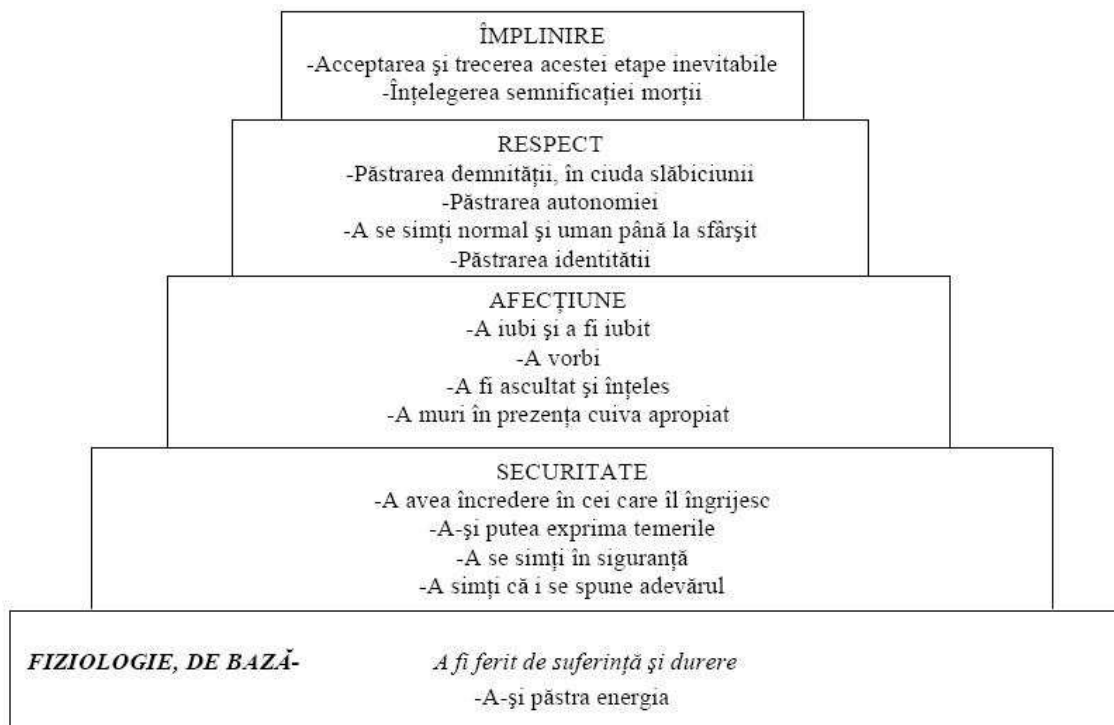 ÎMPLINIRE
-Acceptarea şi trecerea acestei etape inevitabile
-Înţelegerea semnificaţiei morţii
RESPECT
-Păstrarea demnităţii, în ciuda slăbiciunii
-Păstrarea autonomiei
-A se simţi normal şi uman până la sfârşit
-Păstrarea identitătii
AFECŢIUNE
-A iubi şi a fi iubit
-A vorbi
-A fi ascultat şi înţeles
-A muri în prezenţa cuiva apropiat
SECURITATE
-A avea încredere în cei care îl îngrijesc
-A-şi putea exprima temerile
-A se simţi în siguranţă
-A simţi că i se spune adevărul
FIZIOLOGIE, DE BAZĂ- A fi ferit de suferinţă şi durere
-A-şi păstra energia